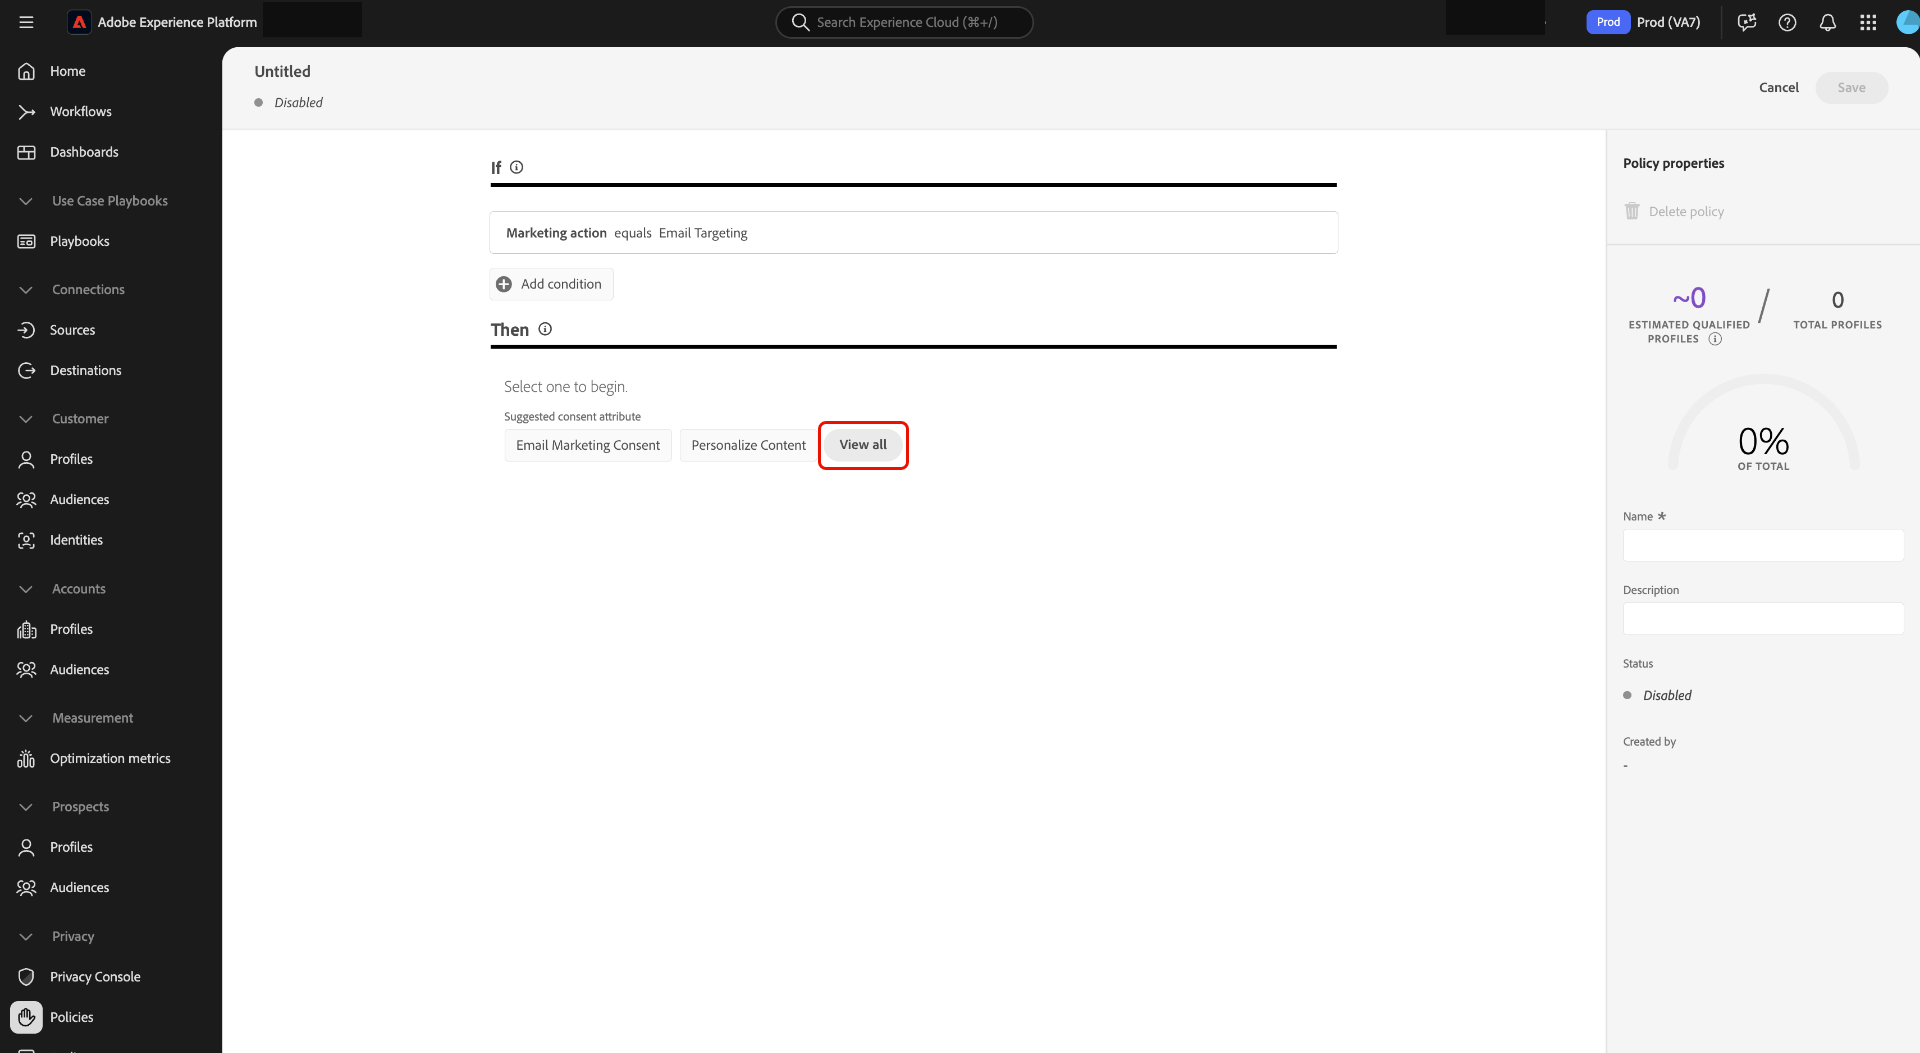 Adobe Experience Platform
Search Experience Cloud (⌘+/)
Prod
Prod (VA7)
Home
Workflows
Dashboards
Use Case Playbooks
Playbooks
Connections
Sources
Destinations
Customer
Profiles
Audiences
Identities
Accounts
Profiles
Audiences
Measurement
Optimization metrics
Prospects
Profiles
Audiences
Privacy
Privacy Console
Policies
Untitled
Disabled
Cancel
Save
If
Marketing action equals Email Targeting
Add condition
Then
Select one to begin.
Suggested consent attribute
Email Marketing Consent
Personalize Content
View all
Policy properties
Delete policy
~0 / 0
ESTIMATED QUALIFIED PROFILES
TOTAL PROFILES
0%
OF TOTAL
Name *
Description
Status
Disabled
Created by
-